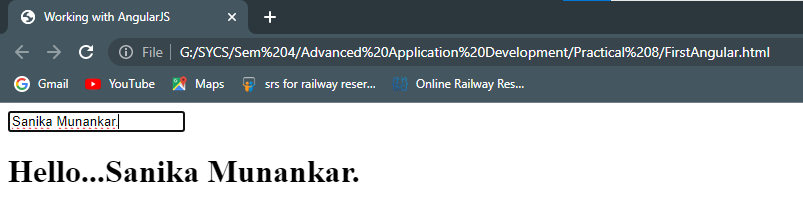 Working with AngularJS
File G:/SYCS/Sem%204/Advanced%20Application%20Development/Practical%208/FirstAngular.html
Gmail YouTube Maps srs for railway reser... Online Railway Res...
Sanika Munankar.
Hello...Sanika Munankar.